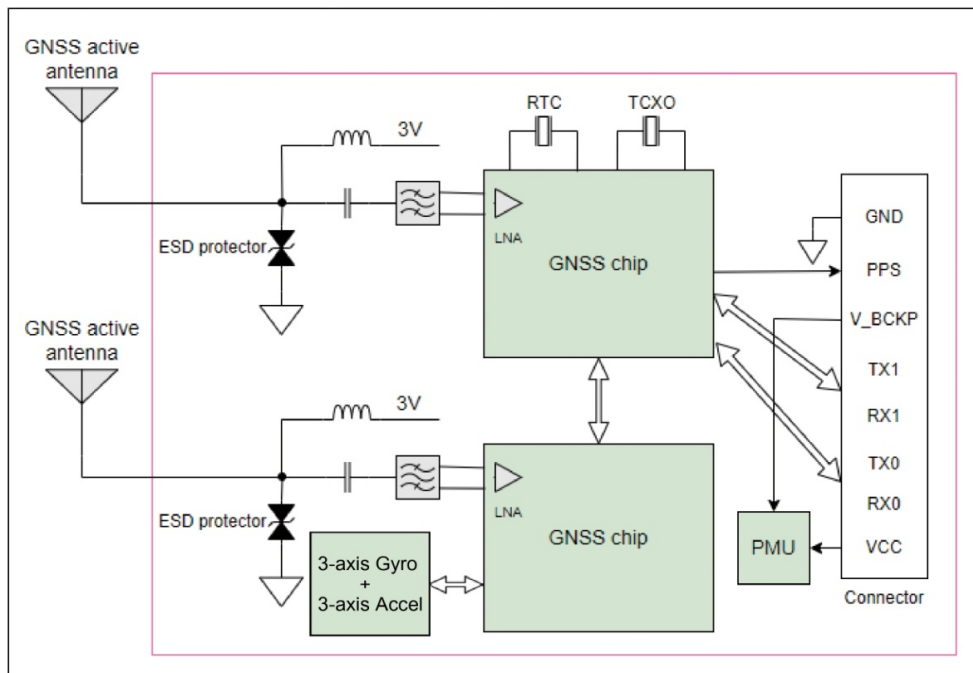 GNSS active
antenna
RTC
TCXO
3V
ESD protector
LNA
GNSS chip
GND
PPS
V_BCKP
TX1
RX1
TX0
RX0
VCC
Connector
PMU
GNSS active
antenna
3V
ESD protector
LNA
GNSS chip
3-axis Gyro
+
3-axis Accel